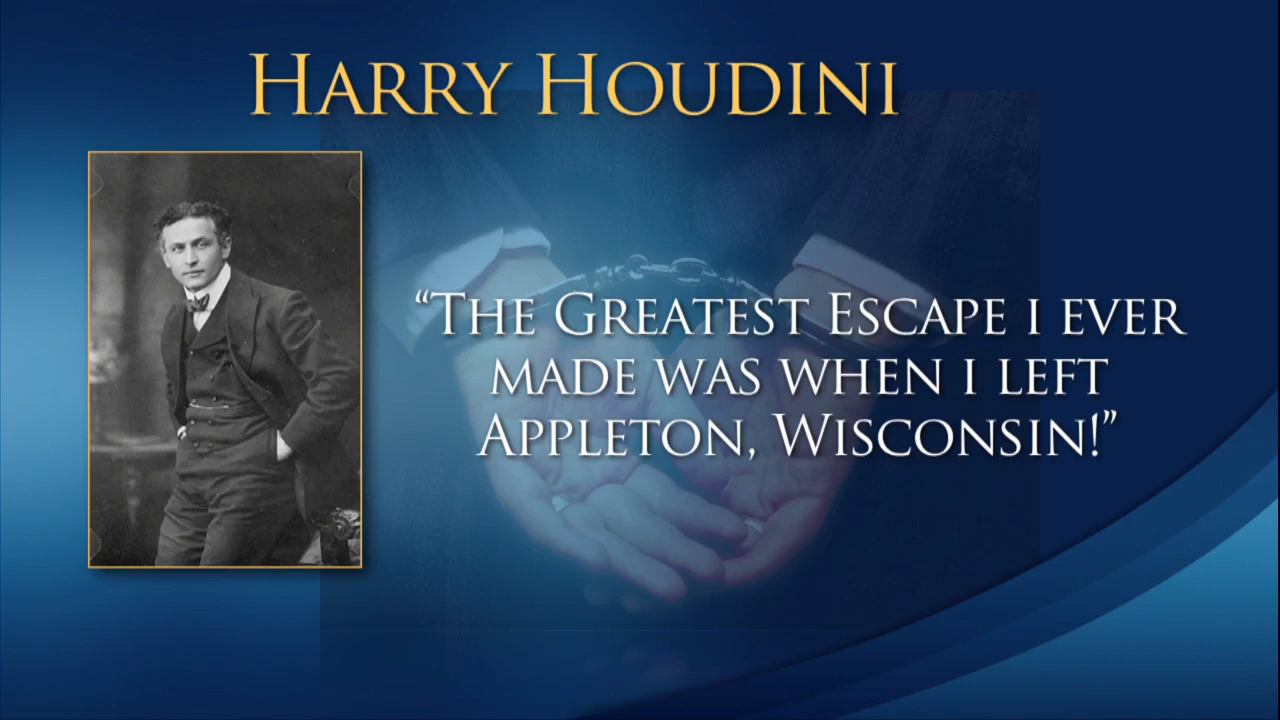 HARRY HOUDINI
“THE GREATEST ESCAPE I EVER
MADE WAS WHEN I LEFT
APPLETON, WISCONSIN!”